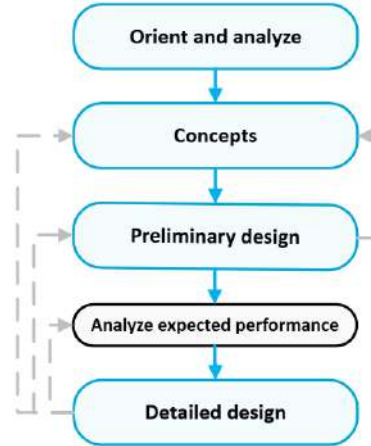 Orient and analyze
Concepts
Preliminary design
Analyze expected performance
Detailed design